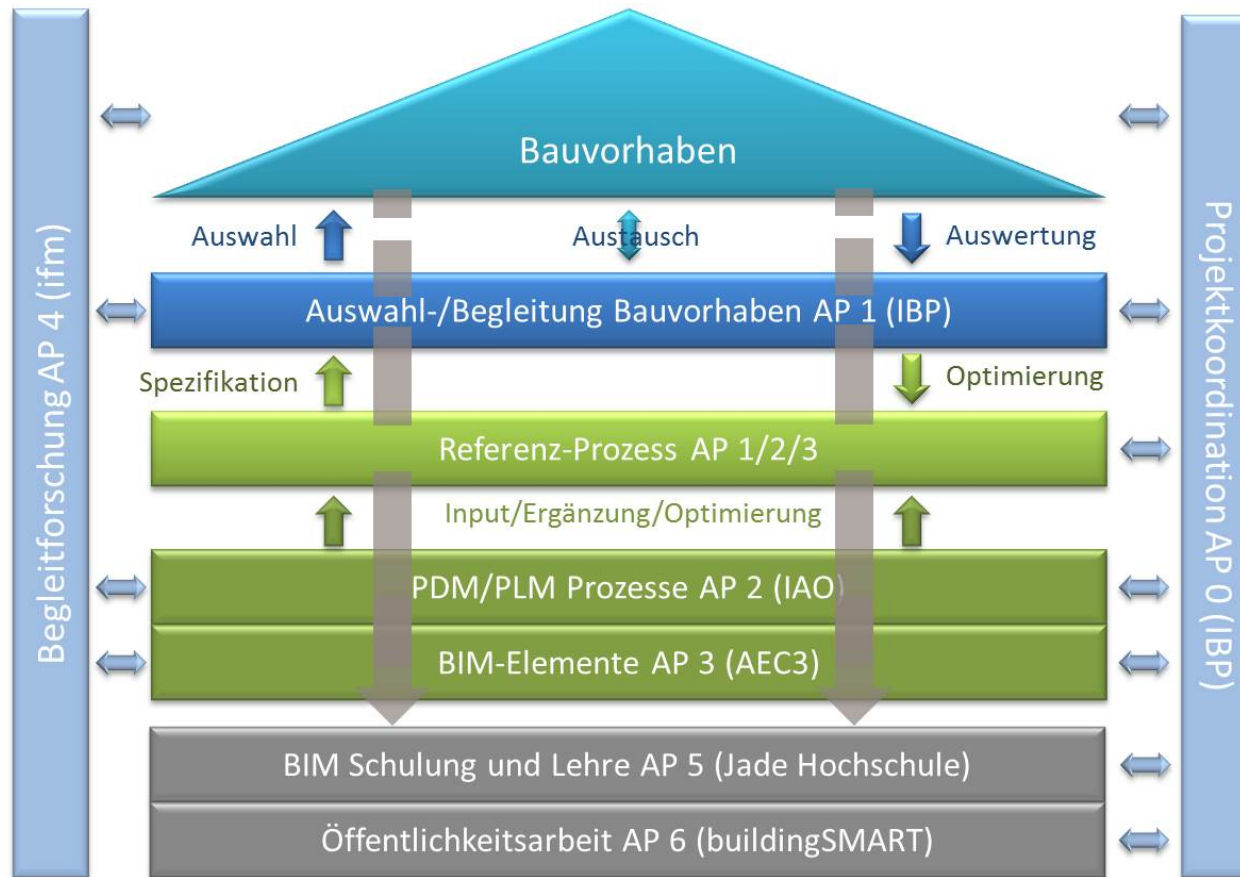 Bauvorhaben
Auswahl
Austausch
Auswertung
Auswahl-/Begleitung Bauvorhaben AP 1 (IBP)
Spezifikation
Optimierung
Referenz-Prozess AP 1/2/3
Input/Ergänzung/Optimierung
PDM/PLM Prozesse AP 2 (IAO)
BIM-Elemente AP 3 (AEC3)
BIM Schulung und Lehre AP 5 (Jade Hochschule)
Öffentlichkeitsarbeit AP 6 (buildingSMART)
Begleitforschung AP 4 (ifm)
Projektkoordination AP 0 (IBP)